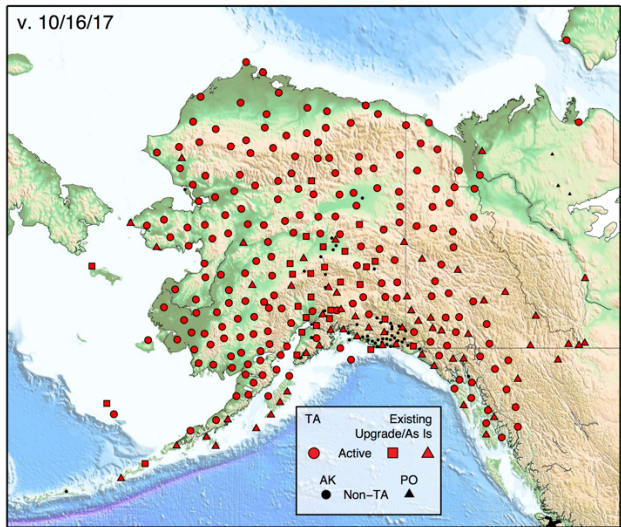 v. 10/16/17
TA Existing
Upgrade/As Is
Active
AK PO
Non-TA